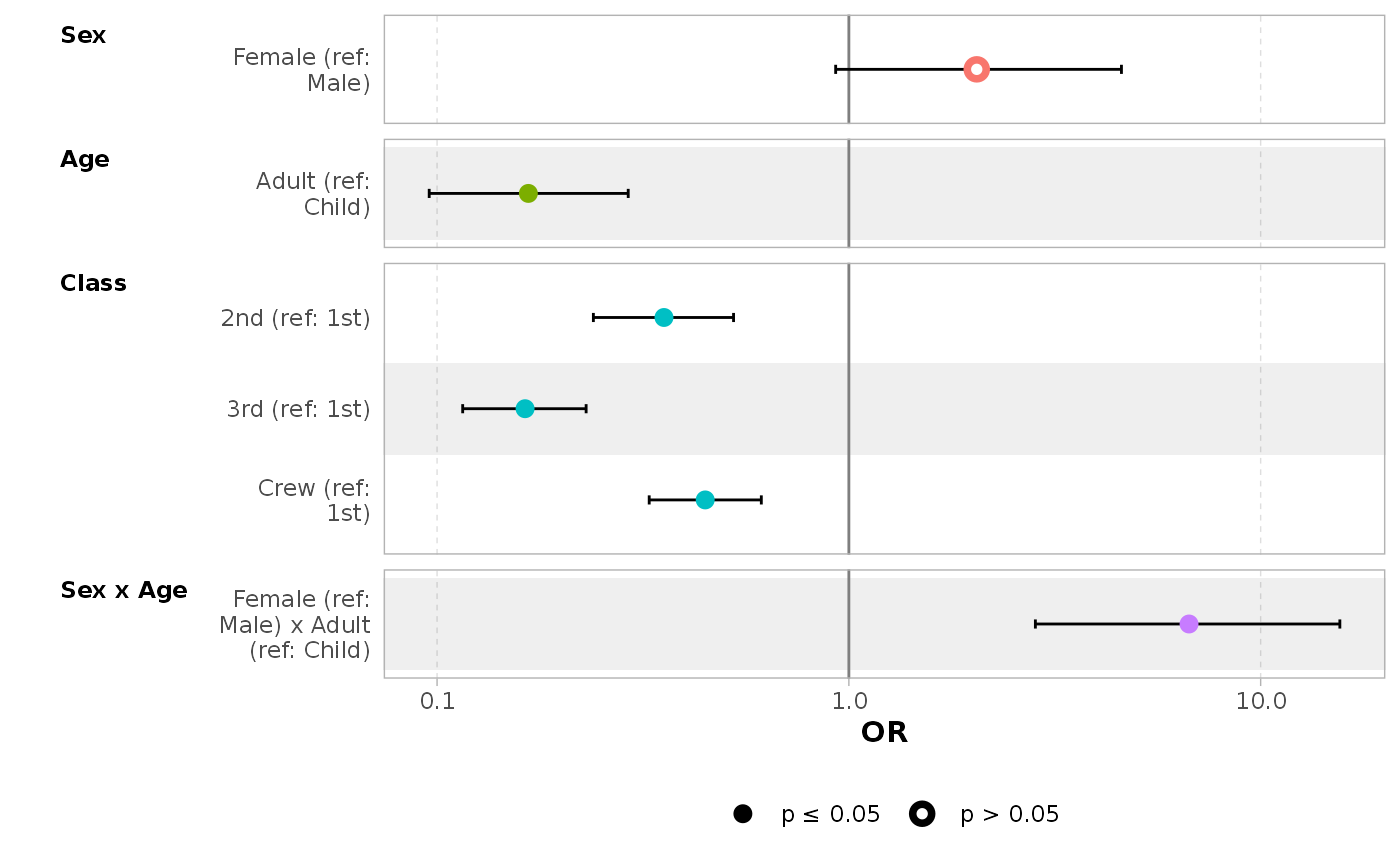 Sex
Female (ref:
Male)
Age
Adult (ref:
Child)
Class
2nd (ref: 1st)
3rd (ref: 1st)
Crew (ref:
1st)
Sex x Age
Female (ref:
Male) x Adult
(ref: Child)
0.1 1.0 10.0
OR
p ≤ 0.05 p > 0.05